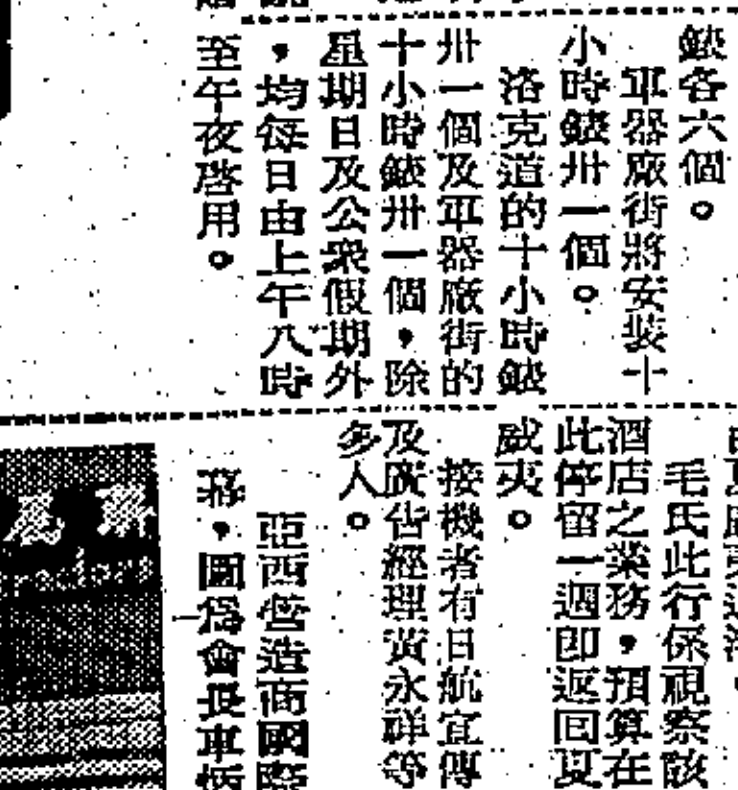 錶各六個。
軍器廠街將安裝十
小時錶卅一個。
洛克道的十小時錶
卅一個及軍器廠街的
十小時錶卅一個，除
星期日及公衆假期外
，均每日由上午八時
至午夜啓用。
毛氏此行係視察該
酒店之業務，預算在
此停留一週即返回夏
威夷。
接機者有日航宣傳
及廣告經理黃永祥等
多人。
亞西營造商國際
，圖爲會長車炳